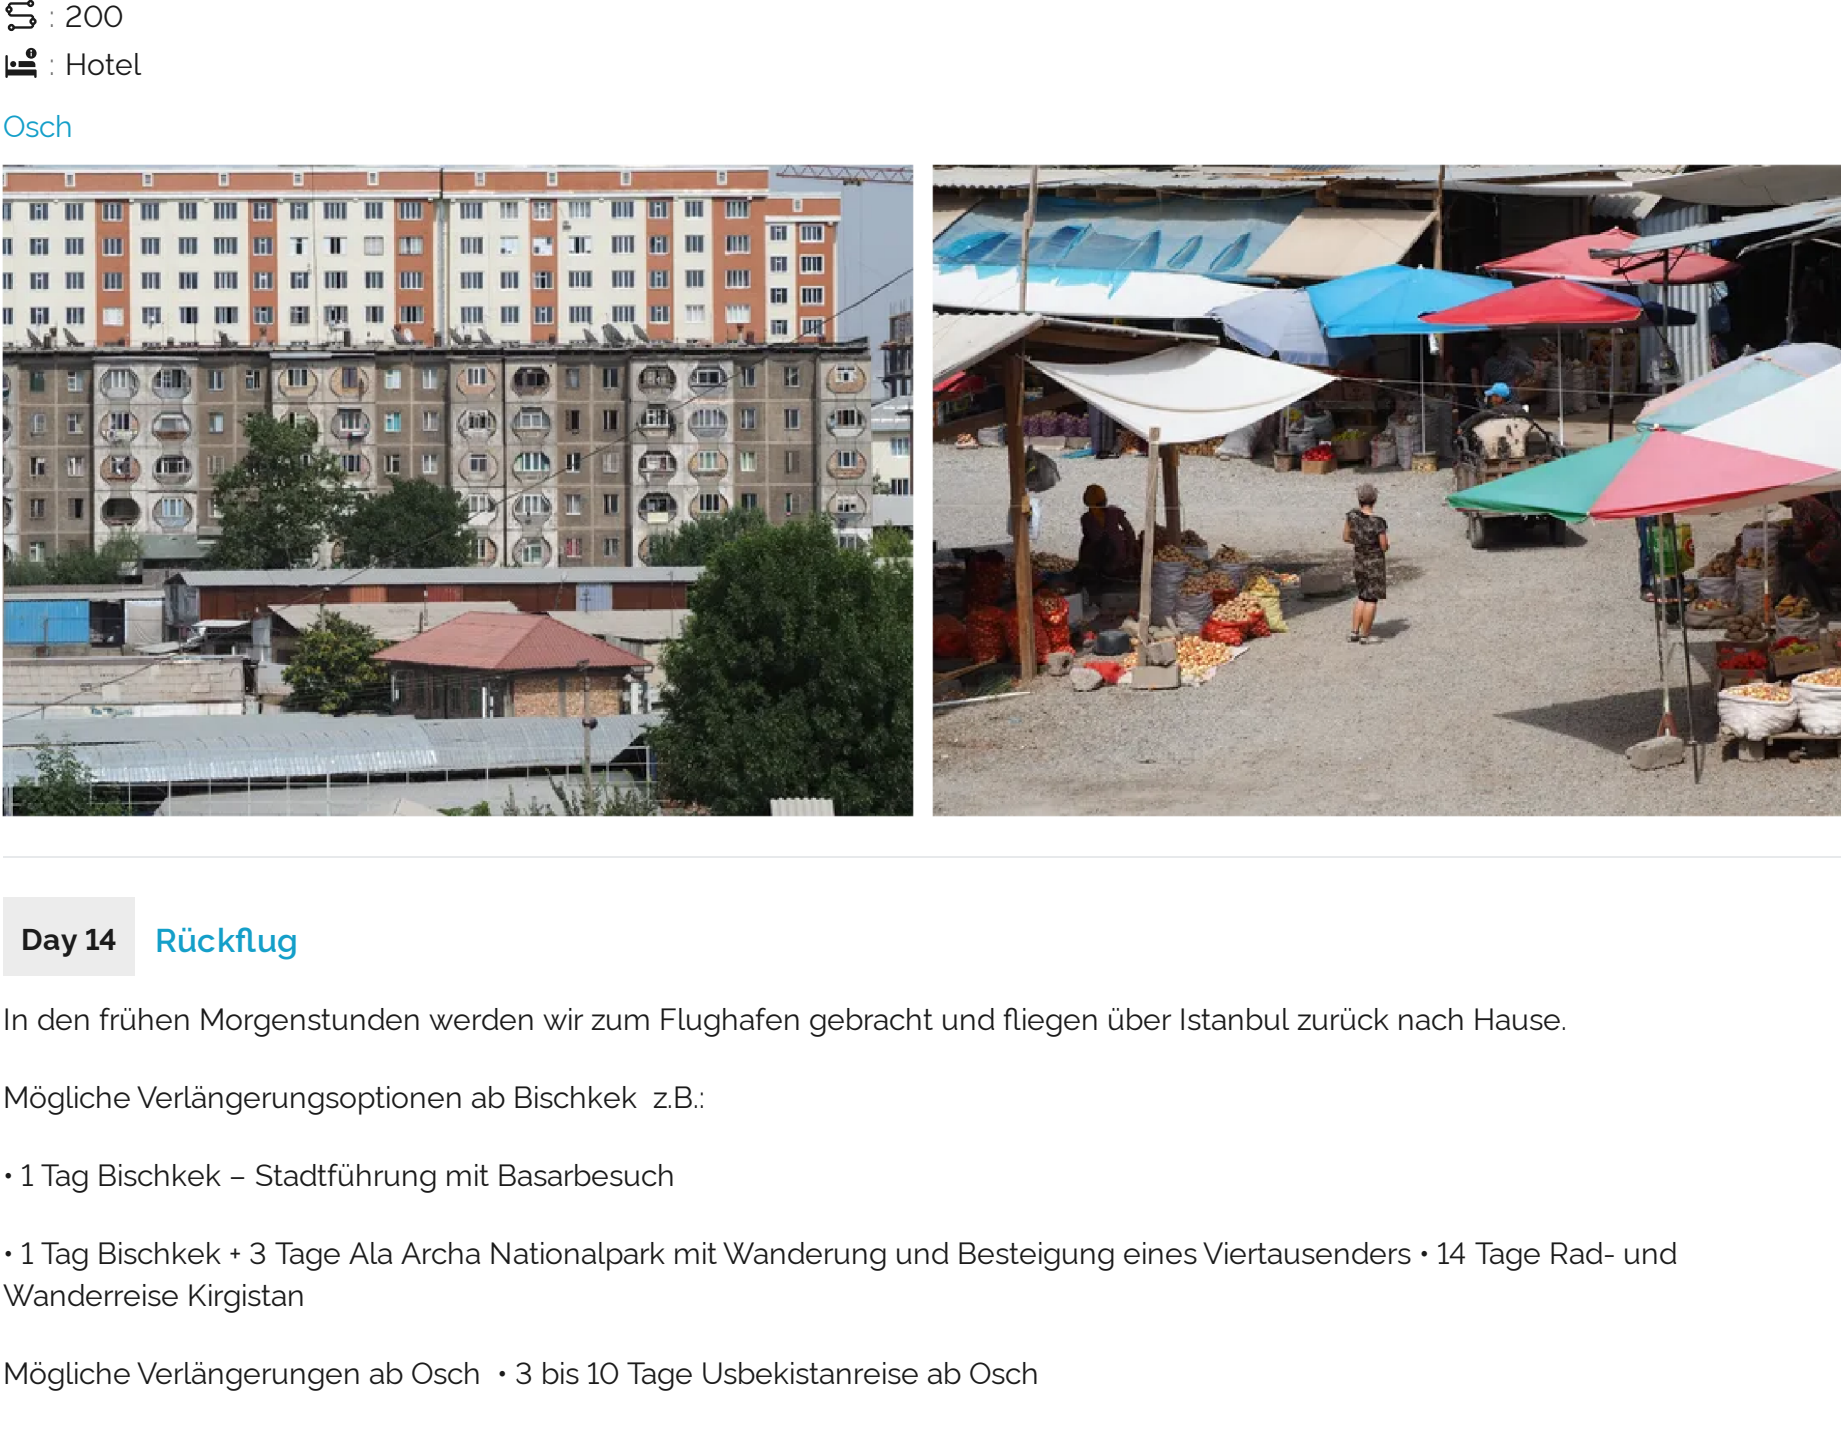 : 200
: Hotel
Osch
Day 14 Rückflug
In den frühen Morgenstunden werden wir zum Flughafen gebracht und fliegen über Istanbul zurück nach Hause.
Mögliche Verlängerungsoptionen ab Bischkek  z.B.:
• 1 Tag Bischkek – Stadtführung mit Basarbesuch
• 1 Tag Bischkek + 3 Tage Ala Archa Nationalpark mit Wanderung und Besteigung eines Viertausenders • 14 Tage Rad- und
Wanderreise Kirgistan
Mögliche Verlängerungen ab Osch  • 3 bis 10 Tage Usbekistanreise ab Osch